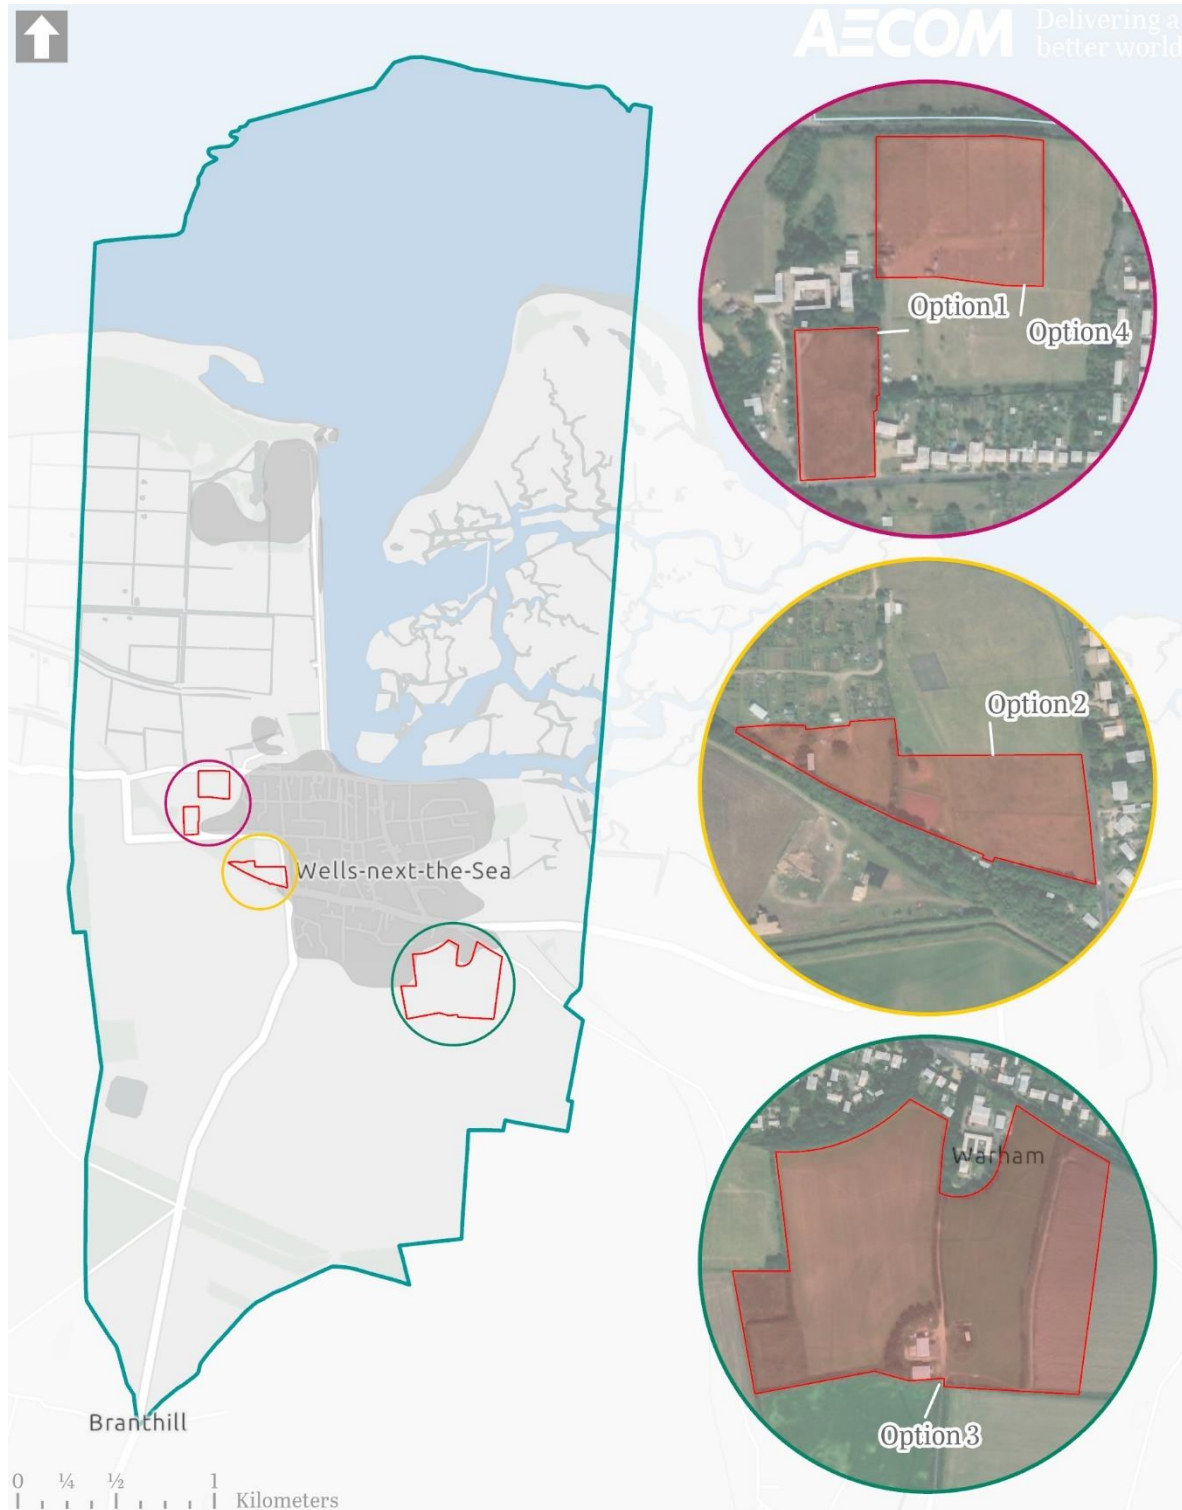 AECOM
Delivering a
better world
Option 1
Option 4
Option 2
Wells-next-the-Sea
Warham
Option 3
Branthill
0 ¼ ½ 1
Kilometers